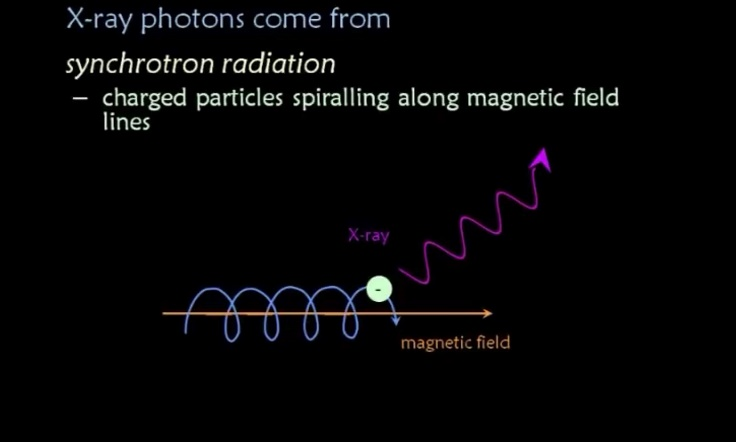 X-ray photons come from
synchrotron radiation
– charged particles spiralling along magnetic field
lines
X-ray
-
magnetic field